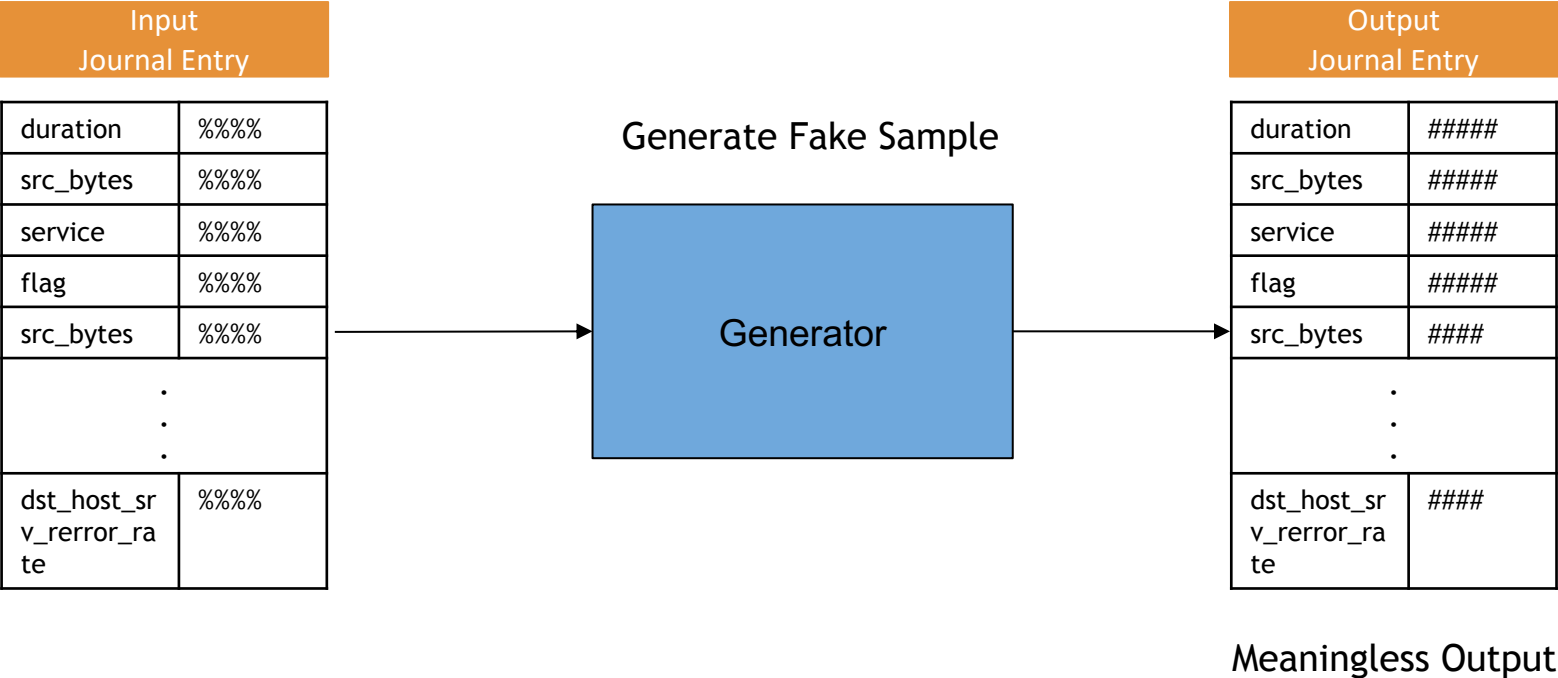 Input
Journal Entry
duration %%%%
src_bytes %%%%
service %%%%
flag %%%%
src_bytes %%%%
.
.
.
dst_host_sr %%%%
v_rerror_ra
te
Generate Fake Sample
Generator
Output
Journal Entry
duration #####
src_bytes #####
service #####
flag #####
src_bytes ####
.
.
.
dst_host_sr ####
v_rerror_ra
te
Meaningless Output